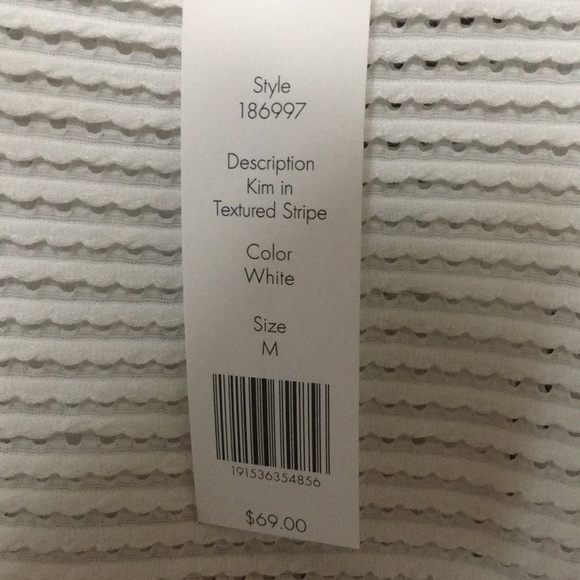 Style
186997
Description
Kim in
Textured Stripe
Color
White
Size
M
191536354856
$69.00